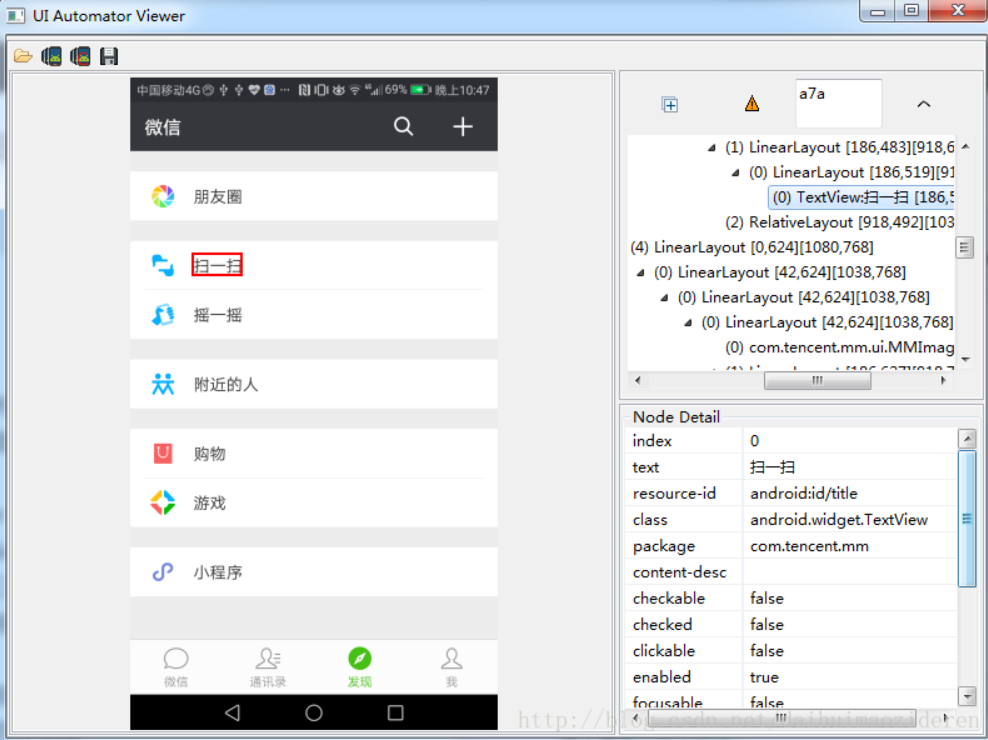 UI Automator Viewer
中国移动4G 69% 晚上10:47
微信
朋友圈
扫一扫
摇一摇
附近的人
购物
游戏
小程序
微信 通讯录 发现 我
a7a
(1) LinearLayout [186,483][918,6
(0) LinearLayout [186,519][91
(0) TextView:扫一扫 [186,5
(2) RelativeLayout [918,492][103
(4) LinearLayout [0,624][1080,768]
(0) LinearLayout [42,624][1038,768]
(0) LinearLayout [42,624][1038,768]
(0) LinearLayout [42,624][1038,768]
(0) com.tencent.mm.ui.MMImag
Node Detail
index 0
text 扫一扫
resource-id android:id/title
class android.widget.TextView
package com.tencent.mm
content-desc
checkable false
checked false
clickable false
enabled true
focusable false